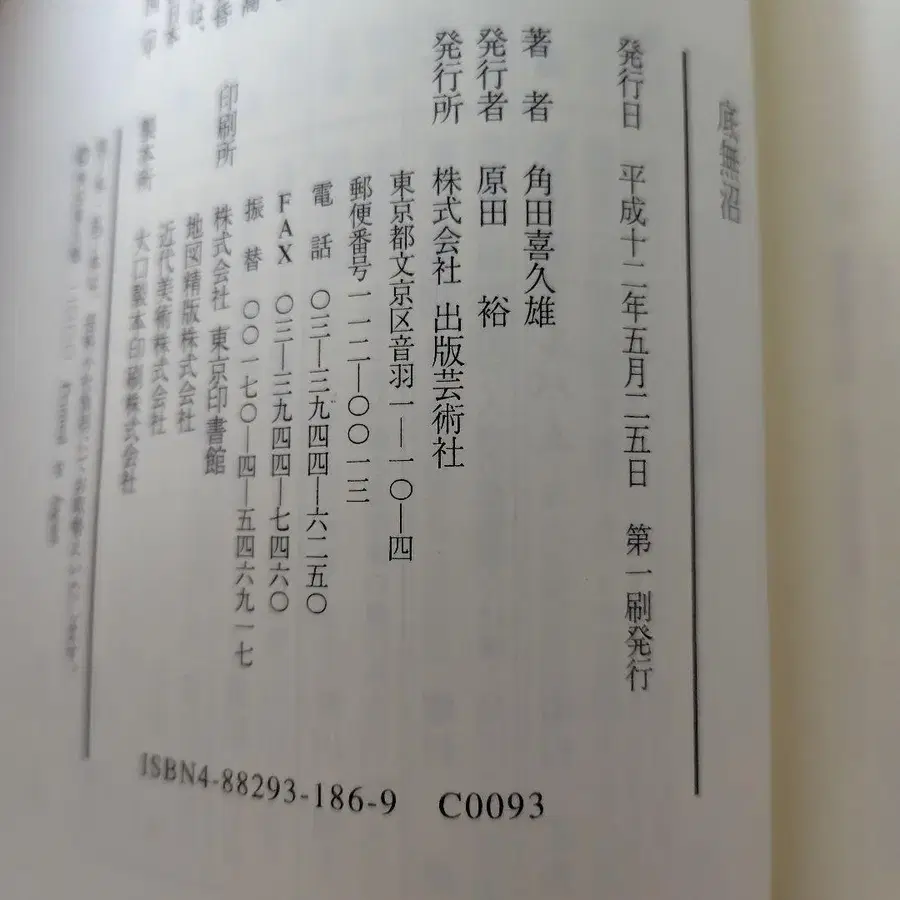 底無沼
発行日 平成十二年五月二五日 第一刷発行
著者 角田喜久雄
発行者 原田 裕
発行所 株式会社 出版芸術社
東京都文京区音羽一―一〇―四
郵便番号一一二―〇〇一三
電話 〇三―三九四四―六二五〇
FAX 〇三―三九四四―七四六〇
振替 〇〇一七〇―四―五四六九一七
印刷所 株式会社 東京印書館
地図精版株式会社
近代美術株式会社
製本所 大口製本印刷株式会社
ISBN4-88293-186-9 C0093